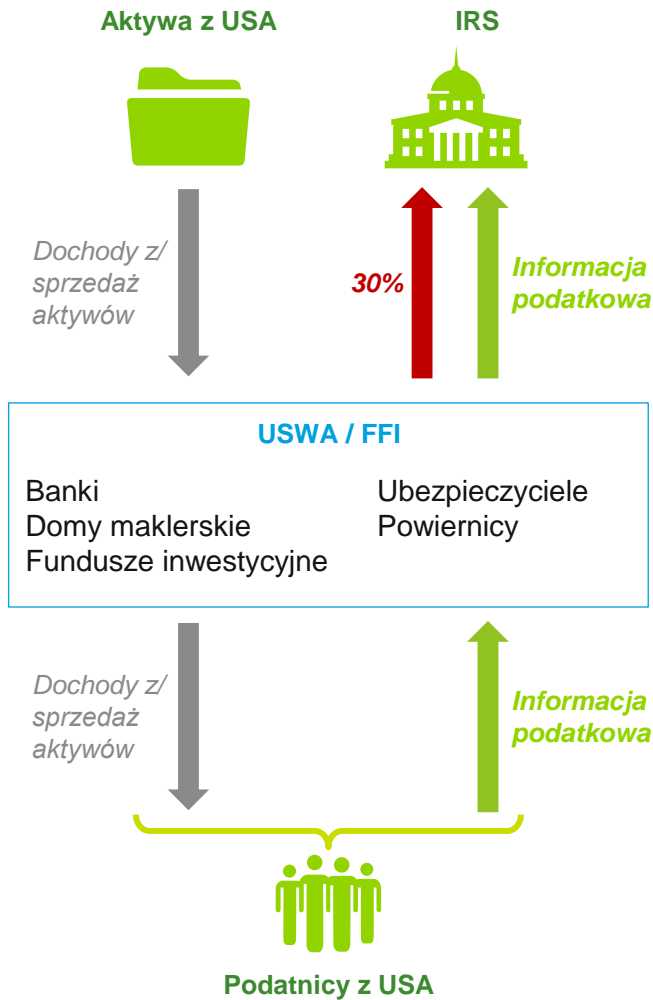 Aktywa z USA
IRS
Dochody z/
sprzedaż
aktywów
30%
Informacja
podatkowa
USWA / FFI
Banki
Domy maklerskie
Fundusze inwestycyjne
Ubezpieczyciele
Powiernicy
Dochody z/
sprzedaż
aktywów
Informacja
podatkowa
Podatnicy z USA